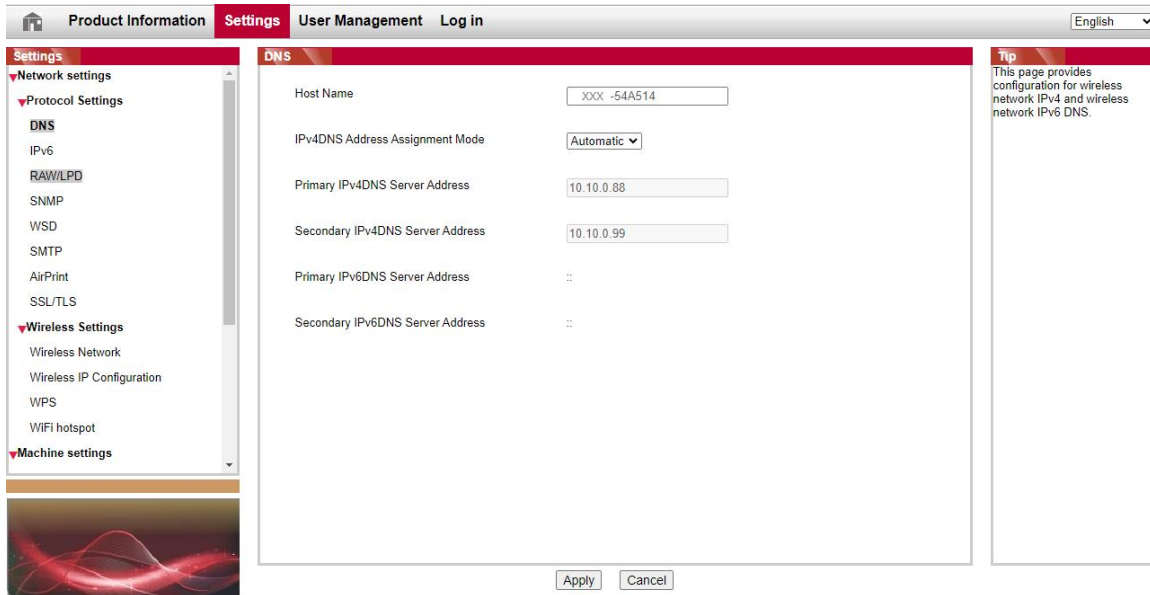 Product Information Settings User Management Log in English
Settings
Network settings
Protocol Settings
DNS
IPv6
RAW/LPD
SNMP
WSD
SMTP
AirPrint
SSL/TLS
Wireless Settings
Wireless Network
Wireless IP Configuration
WPS
WiFi hotspot
Machine settings
DNS
Host Name XXX -54A514
IPv4DNS Address Assignment Mode Automatic
Primary IPv4DNS Server Address 10.10.0.88
Secondary IPv4DNS Server Address 10.10.0.99
Primary IPv6DNS Server Address ::
Secondary IPv6DNS Server Address ::
Apply Cancel
Tip
This page provides
configuration for wireless
network IPv4 and wireless
network IPv6 DNS.